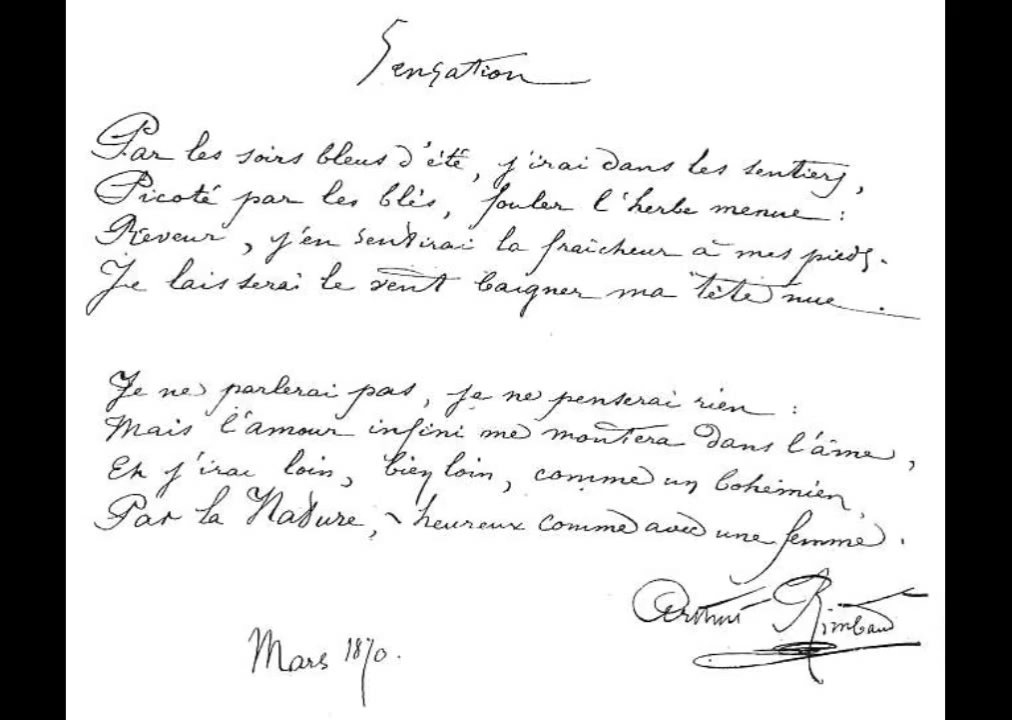 Sensation
Par les soirs bleus d'été, j'irai dans les sentiers,
Picoté par les blés, fouler l'herbe menue :
Rêveur, j'en sentirai la fraîcheur à mes pieds.
Je laisserai le vent baigner ma tête nue.
Je ne parlerai pas, je ne penserai rien :
Mais l'amour infini me montera dans l'âme,
Et j'irai loin, bien loin, comme un bohémien,
Par la Nature, - heureux comme avec une femme.
Arthur Rimbaud
Mars 1870.